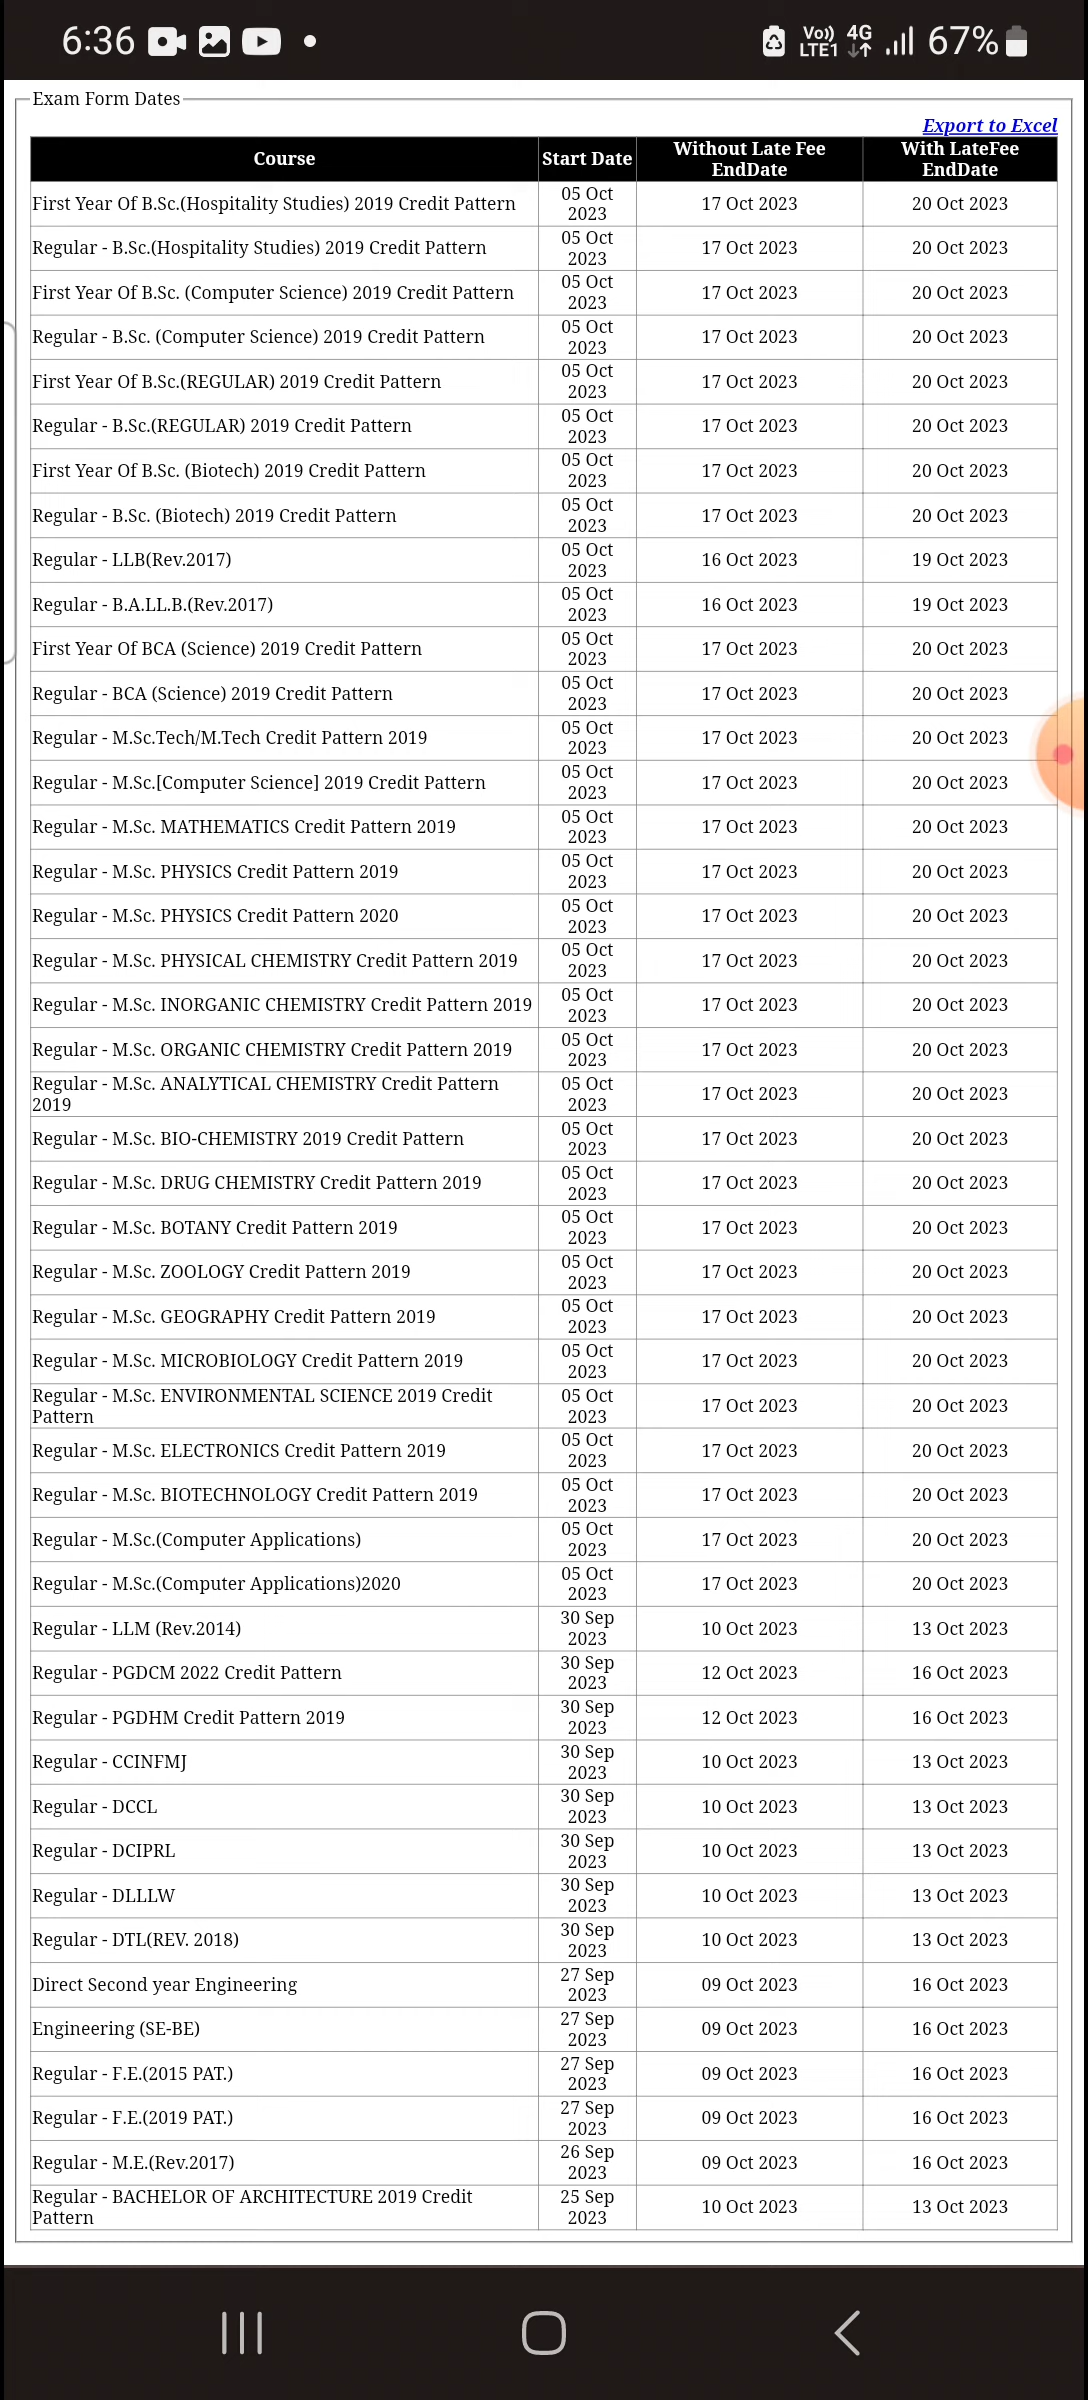 6:36 Vo)) LTE1 4G 67%
Exam Form Dates
Export to Excel
Course Start Date Without Late Fee EndDate With LateFee EndDate
First Year Of B.Sc.(Hospitality Studies) 2019 Credit Pattern 05 Oct 2023 17 Oct 2023 20 Oct 2023
Regular - B.Sc.(Hospitality Studies) 2019 Credit Pattern 05 Oct 2023 17 Oct 2023 20 Oct 2023
First Year Of B.Sc. (Computer Science) 2019 Credit Pattern 05 Oct 2023 17 Oct 2023 20 Oct 2023
Regular - B.Sc. (Computer Science) 2019 Credit Pattern 05 Oct 2023 17 Oct 2023 20 Oct 2023
First Year Of B.Sc.(REGULAR) 2019 Credit Pattern 05 Oct 2023 17 Oct 2023 20 Oct 2023
Regular - B.Sc.(REGULAR) 2019 Credit Pattern 05 Oct 2023 17 Oct 2023 20 Oct 2023
First Year Of B.Sc. (Biotech) 2019 Credit Pattern 05 Oct 2023 17 Oct 2023 20 Oct 2023
Regular - B.Sc. (Biotech) 2019 Credit Pattern 05 Oct 2023 17 Oct 2023 20 Oct 2023
Regular - LLB(Rev.2017) 05 Oct 2023 16 Oct 2023 19 Oct 2023
Regular - B.A.LL.B.(Rev.2017) 05 Oct 2023 16 Oct 2023 19 Oct 2023
First Year Of BCA (Science) 2019 Credit Pattern 05 Oct 2023 17 Oct 2023 20 Oct 2023
Regular - BCA (Science) 2019 Credit Pattern 05 Oct 2023 17 Oct 2023 20 Oct 2023
Regular - M.Sc.Tech/M.Tech Credit Pattern 2019 05 Oct 2023 17 Oct 2023 20 Oct 2023
Regular - M.Sc.[Computer Science] 2019 Credit Pattern 05 Oct 2023 17 Oct 2023 20 Oct 2023
Regular - M.Sc. MATHEMATICS Credit Pattern 2019 05 Oct 2023 17 Oct 2023 20 Oct 2023
Regular - M.Sc. PHYSICS Credit Pattern 2019 05 Oct 2023 17 Oct 2023 20 Oct 2023
Regular - M.Sc. PHYSICS Credit Pattern 2020 05 Oct 2023 17 Oct 2023 20 Oct 2023
Regular - M.Sc. PHYSICAL CHEMISTRY Credit Pattern 2019 05 Oct 2023 17 Oct 2023 20 Oct 2023
Regular - M.Sc. INORGANIC CHEMISTRY Credit Pattern 2019 05 Oct 2023 17 Oct 2023 20 Oct 2023
Regular - M.Sc. ORGANIC CHEMISTRY Credit Pattern 2019 05 Oct 2023 17 Oct 2023 20 Oct 2023
Regular - M.Sc. ANALYTICAL CHEMISTRY Credit Pattern 2019 05 Oct 2023 17 Oct 2023 20 Oct 2023
Regular - M.Sc. BIO-CHEMISTRY 2019 Credit Pattern 05 Oct 2023 17 Oct 2023 20 Oct 2023
Regular - M.Sc. DRUG CHEMISTRY Credit Pattern 2019 05 Oct 2023 17 Oct 2023 20 Oct 2023
Regular - M.Sc. BOTANY Credit Pattern 2019 05 Oct 2023 17 Oct 2023 20 Oct 2023
Regular - M.Sc. ZOOLOGY Credit Pattern 2019 05 Oct 2023 17 Oct 2023 20 Oct 2023
Regular - M.Sc. GEOGRAPHY Credit Pattern 2019 05 Oct 2023 17 Oct 2023 20 Oct 2023
Regular - M.Sc. MICROBIOLOGY Credit Pattern 2019 05 Oct 2023 17 Oct 2023 20 Oct 2023
Regular - M.Sc. ENVIRONMENTAL SCIENCE 2019 Credit Pattern 05 Oct 2023 17 Oct 2023 20 Oct 2023
Regular - M.Sc. ELECTRONICS Credit Pattern 2019 05 Oct 2023 17 Oct 2023 20 Oct 2023
Regular - M.Sc. BIOTECHNOLOGY Credit Pattern 2019 05 Oct 2023 17 Oct 2023 20 Oct 2023
Regular - M.Sc.(Computer Applications) 05 Oct 2023 17 Oct 2023 20 Oct 2023
Regular - M.Sc.(Computer Applications)2020 05 Oct 2023 17 Oct 2023 20 Oct 2023
Regular - LLM (Rev.2014) 30 Sep 2023 10 Oct 2023 13 Oct 2023
Regular - PGDCM 2022 Credit Pattern 30 Sep 2023 12 Oct 2023 16 Oct 2023
Regular - PGDHM Credit Pattern 2019 30 Sep 2023 12 Oct 2023 16 Oct 2023
Regular - CCINFMJ 30 Sep 2023 10 Oct 2023 13 Oct 2023
Regular - DCCL 30 Sep 2023 10 Oct 2023 13 Oct 2023
Regular - DCIPRL 30 Sep 2023 10 Oct 2023 13 Oct 2023
Regular - DLLLW 30 Sep 2023 10 Oct 2023 13 Oct 2023
Regular - DTL(REV. 2018) 30 Sep 2023 10 Oct 2023 13 Oct 2023
Direct Second year Engineering 27 Sep 2023 09 Oct 2023 16 Oct 2023
Engineering (SE-BE) 27 Sep 2023 09 Oct 2023 16 Oct 2023
Regular - F.E.(2015 PAT.) 27 Sep 2023 09 Oct 2023 16 Oct 2023
Regular - F.E.(2019 PAT.) 27 Sep 2023 09 Oct 2023 16 Oct 2023
Regular - M.E.(Rev.2017) 26 Sep 2023 09 Oct 2023 16 Oct 2023
Regular - BACHELOR OF ARCHITECTURE 2019 Credit Pattern 25 Sep 2023 10 Oct 2023 13 Oct 2023